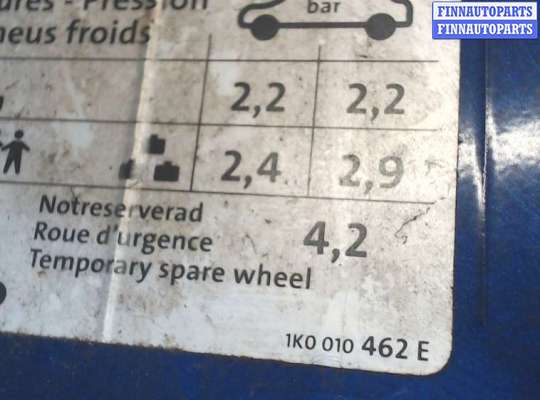 FINNAUTOPARTS
FINNAUTOPARTS
Pression
bar
froids
2,2 2,2
2,4 2,9
Notreserverad
Roue d'urgence 4,2
Temporary spare wheel
1K0 010 462 E